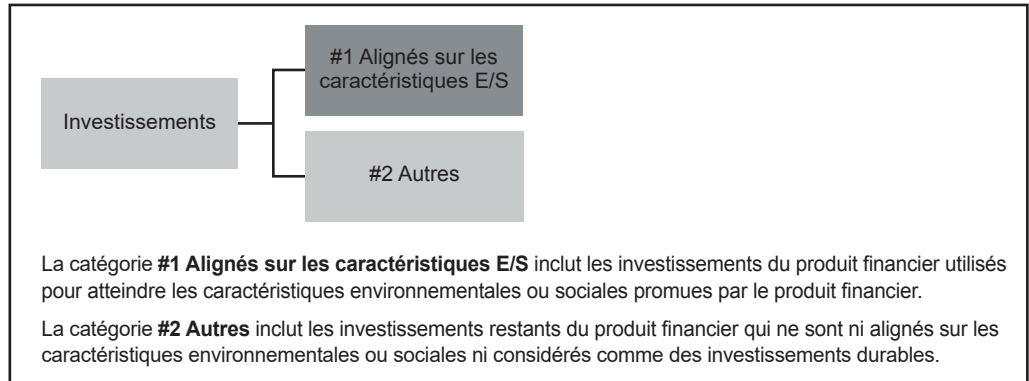 #1 Alignés sur les
caractéristiques E/S
Investissements
#2 Autres
La catégorie #1 Alignés sur les caractéristiques E/S inclut les investissements du produit financier utilisés
pour atteindre les caractéristiques environnementales ou sociales promues par le produit financier.
La catégorie #2 Autres inclut les investissements restants du produit financier qui ne sont ni alignés sur les
caractéristiques environnementales ou sociales ni considérés comme des investissements durables.